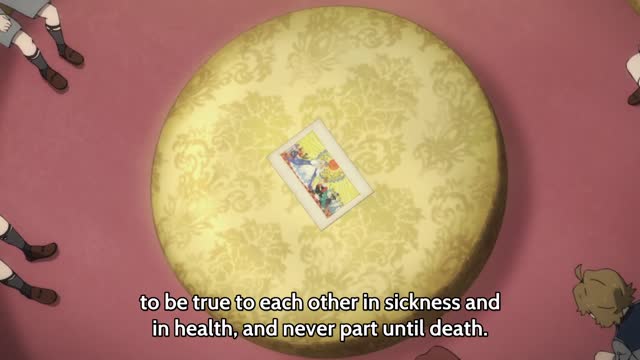 to be true to each other in sickness and
in health, and never part until death.